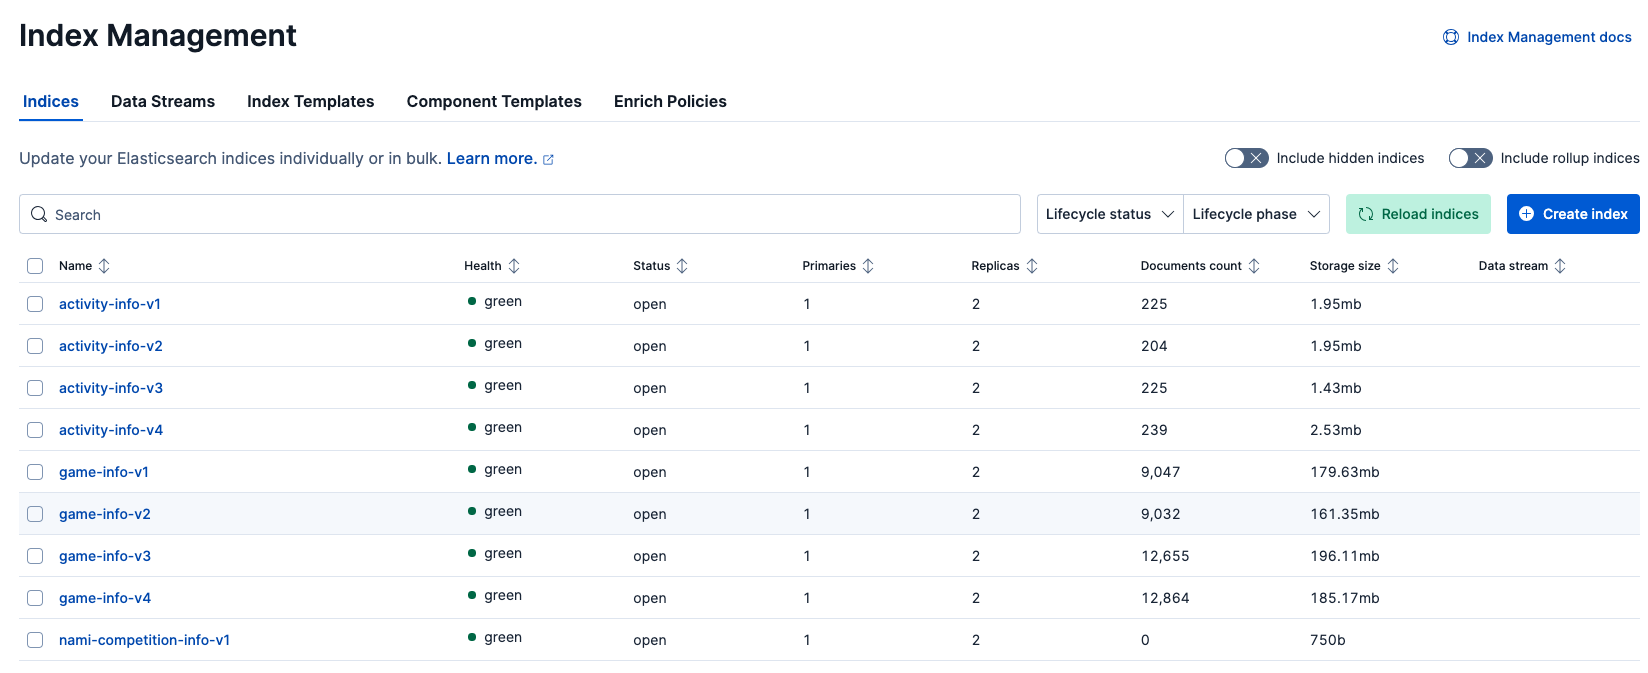 Index Management
Index Management docs
Indices Data Streams Index Templates Component Templates Enrich Policies
Update your Elasticsearch indices individually or in bulk. Learn more. Include hidden indices Include rollup indices
Search Lifecycle status Lifecycle phase Reload indices Create index
Name Health Status Primaries Replicas Documents count Storage size Data stream
activity-info-v1 green open 1 2 225 1.95mb
activity-info-v2 green open 1 2 204 1.95mb
activity-info-v3 green open 1 2 225 1.43mb
activity-info-v4 green open 1 2 239 2.53mb
game-info-v1 green open 1 2 9,047 179.63mb
game-info-v2 green open 1 2 9,032 161.35mb
game-info-v3 green open 1 2 12,655 196.11mb
game-info-v4 green open 1 2 12,864 185.17mb
nami-competition-info-v1 green open 1 2 0 750b